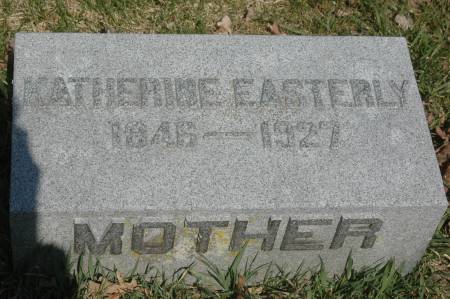 KATHERINE EASTERLY
1846 — 1927
MOTHER